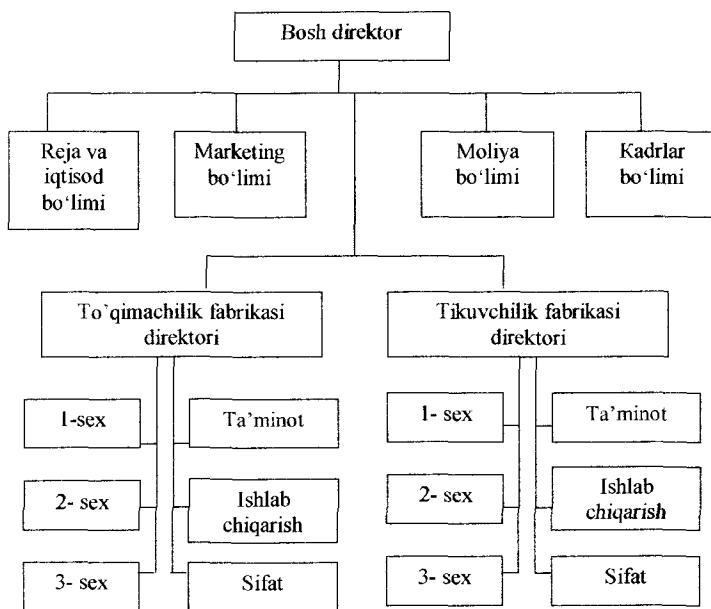 Bosh direktor
Reja va
iqtisod
bo‘limi
Marketing
bo‘limi
Moliya
bo‘limi
Kadrlar
bo‘limi
To’qimachilik fabrikasi
direktori
Tikuvchilik fabrikasi
direktori
1-sex
Ta’minot
2- sex
Ishlab
chiqarish
3- sex
Sifat
1- sex
Ta’minot
2- sex
Ishlab
chiqarish
3- sex
Sifat